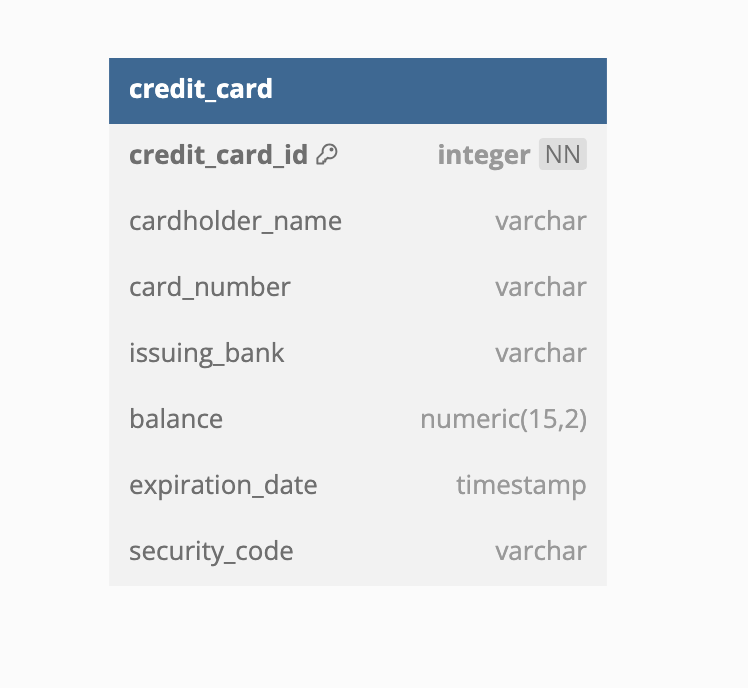 credit_card
credit_card_id integer NN
cardholder_name varchar
card_number varchar
issuing_bank varchar
balance numeric(15,2)
expiration_date timestamp
security_code varchar